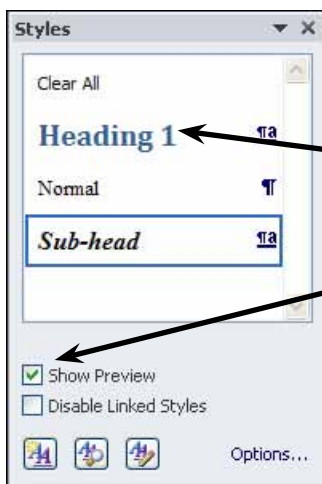 Styles
Clear All
Heading 1 ¶a
Normal ¶
Sub-head ¶a
Show Preview
Disable Linked Styles
Options...